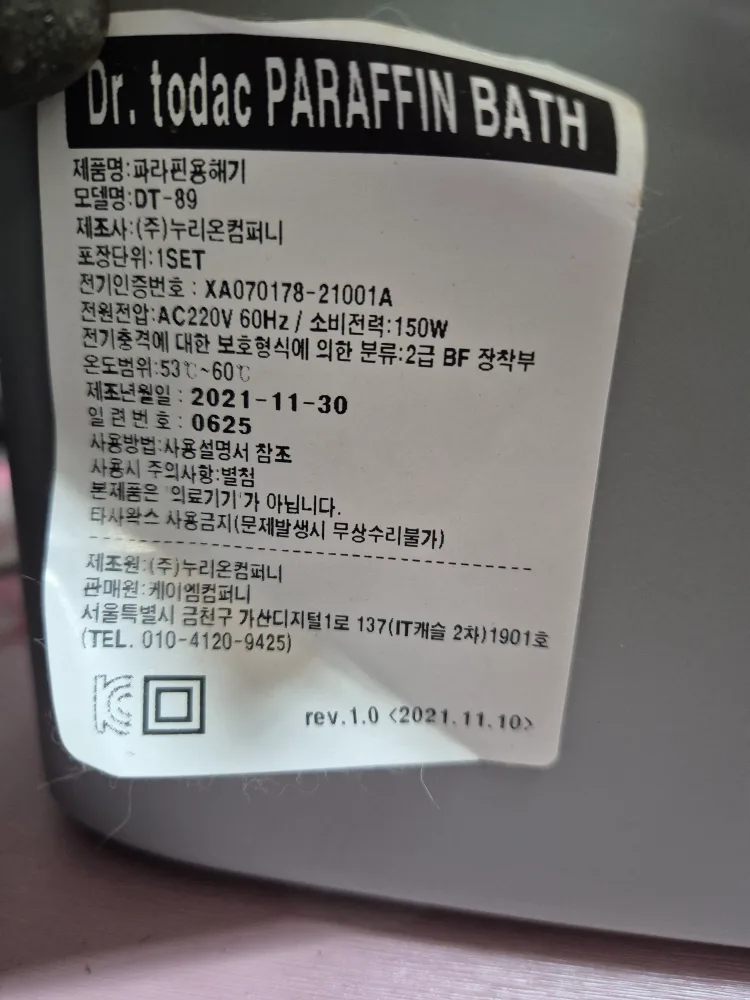 Dr. todac PARAFFIN BATH
제품명:파라핀용해기
모델명:DT-89
제조사:(주)누리온컴퍼니
포장단위:1SET
전기인증번호 : XA070178-21001A
전원전압:AC220V 60Hz / 소비전력:150W
전기충격에 대한 보호형식에 의한 분류:2급 BF 장착부
온도범위:53℃~60℃
제조년월일 : 2021-11-30
일련번호 : 0625
사용방법:사용설명서 참조
사용시 주의사항:별첨
본제품은 '의료기기'가 아닙니다.
타사왁스 사용금지(문제발생시 무상수리불가)
제조원:(주)누리온컴퍼니
판매원:케이엠컴퍼니
서울특별시 금천구 가산디지털1로 137(IT캐슬 2차)1901호
(TEL. 010-4120-9425)
rev.1.0 <2021.11.10>